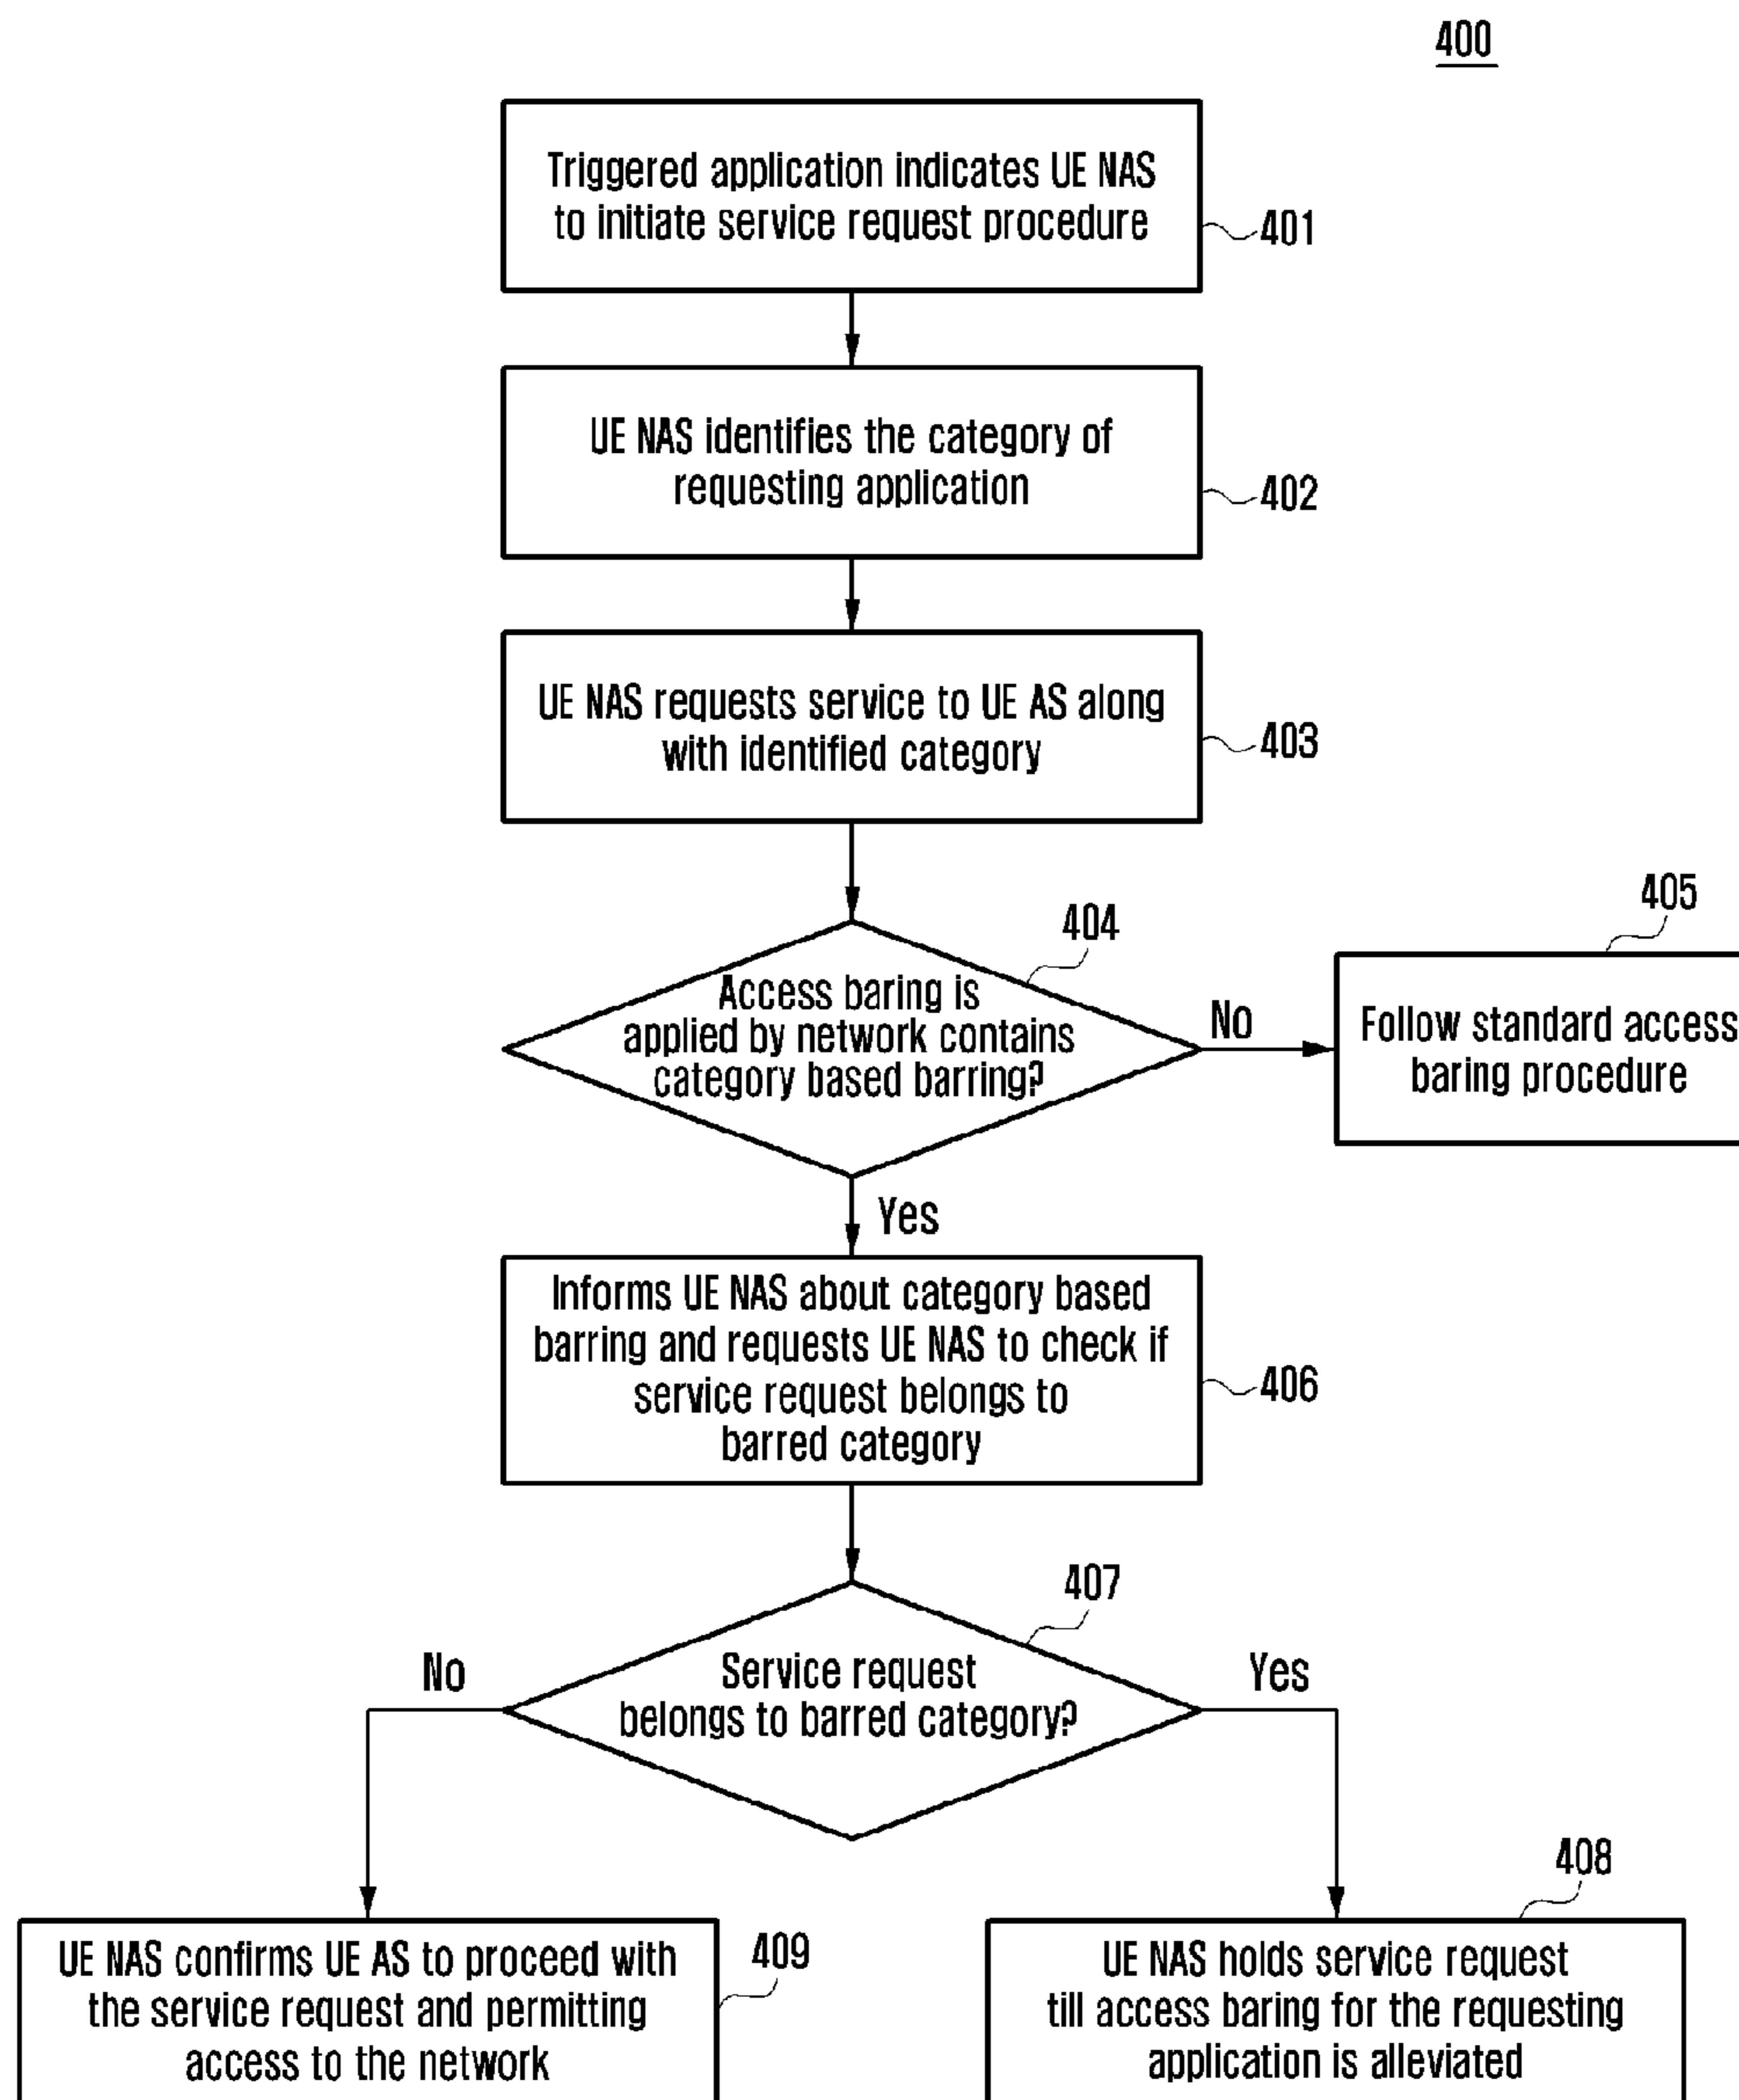 400
Triggered application indicates UE NAS
to initiate service request procedure
401
UE NAS identifies the category of
requesting application
402
UE NAS requests service to UE AS along
with identified category
403
404
Access baring is
applied by network contains
category based barring?
No
405
Follow standard access
baring procedure
Yes
Informs UE NAS about category based
barring and requests UE NAS to check if
service request belongs to
barred category
406
407
Service request
belongs to barred category?
No
Yes
409
UE NAS confirms UE AS to proceed with
the service request and permitting
access to the network
408
UE NAS holds service request
till access baring for the requesting
application is alleviated